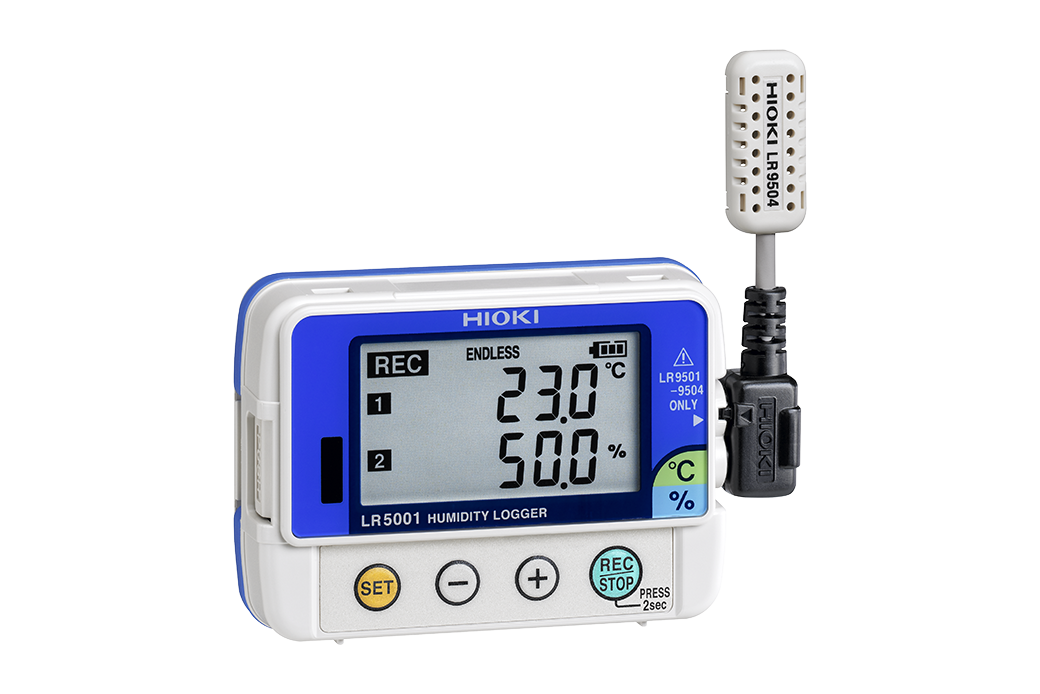 HIOKI LR9504
HIOKI
REC
ENDLESS
1
23.0 °C
2
50.0 %
LR9501
-9504
ONLY
HIOKI
°C
%
LR5001 HUMIDITY LOGGER
SET
−
+
REC
STOP
PRESS
2sec